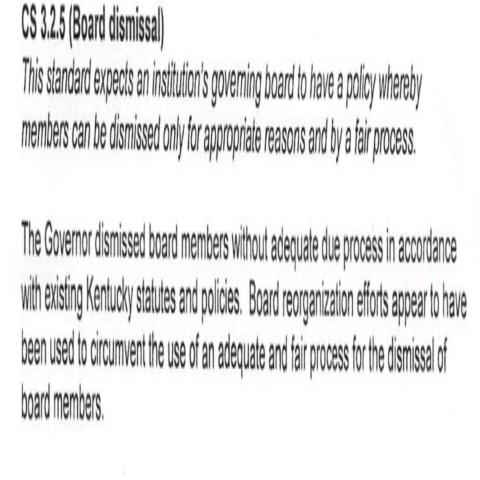 CS 3.2.5 (Board dismissal)
This standard expects an institution's governing board to have a policy whereby
members can be dismissed only for appropriate reasons and by a fair process.
The Governor dismissed board members without adequate due process in accordance
with existing Kentucky statutes and policies. Board reorganization efforts appear to have
been used to circumvent the use of an adequate and fair process for the dismissal of
board members.